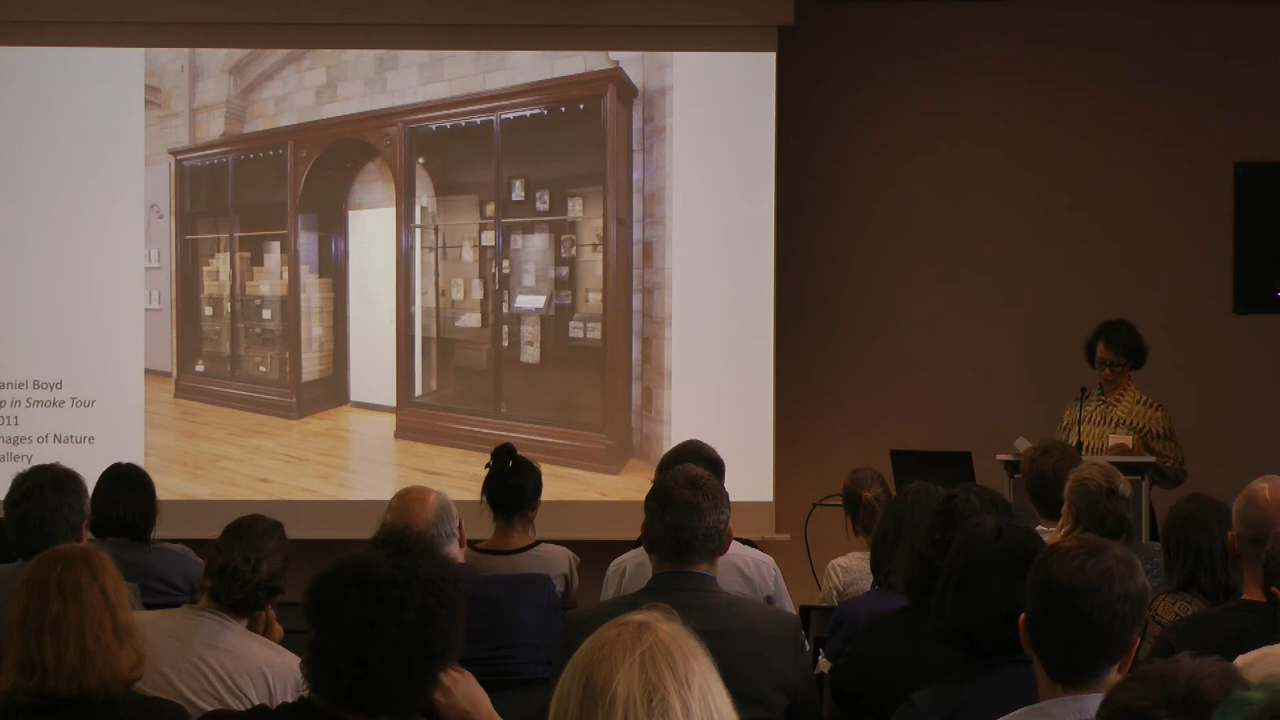 aniel Boyd
p in Smoke Tour
011
mages of Nature
allery